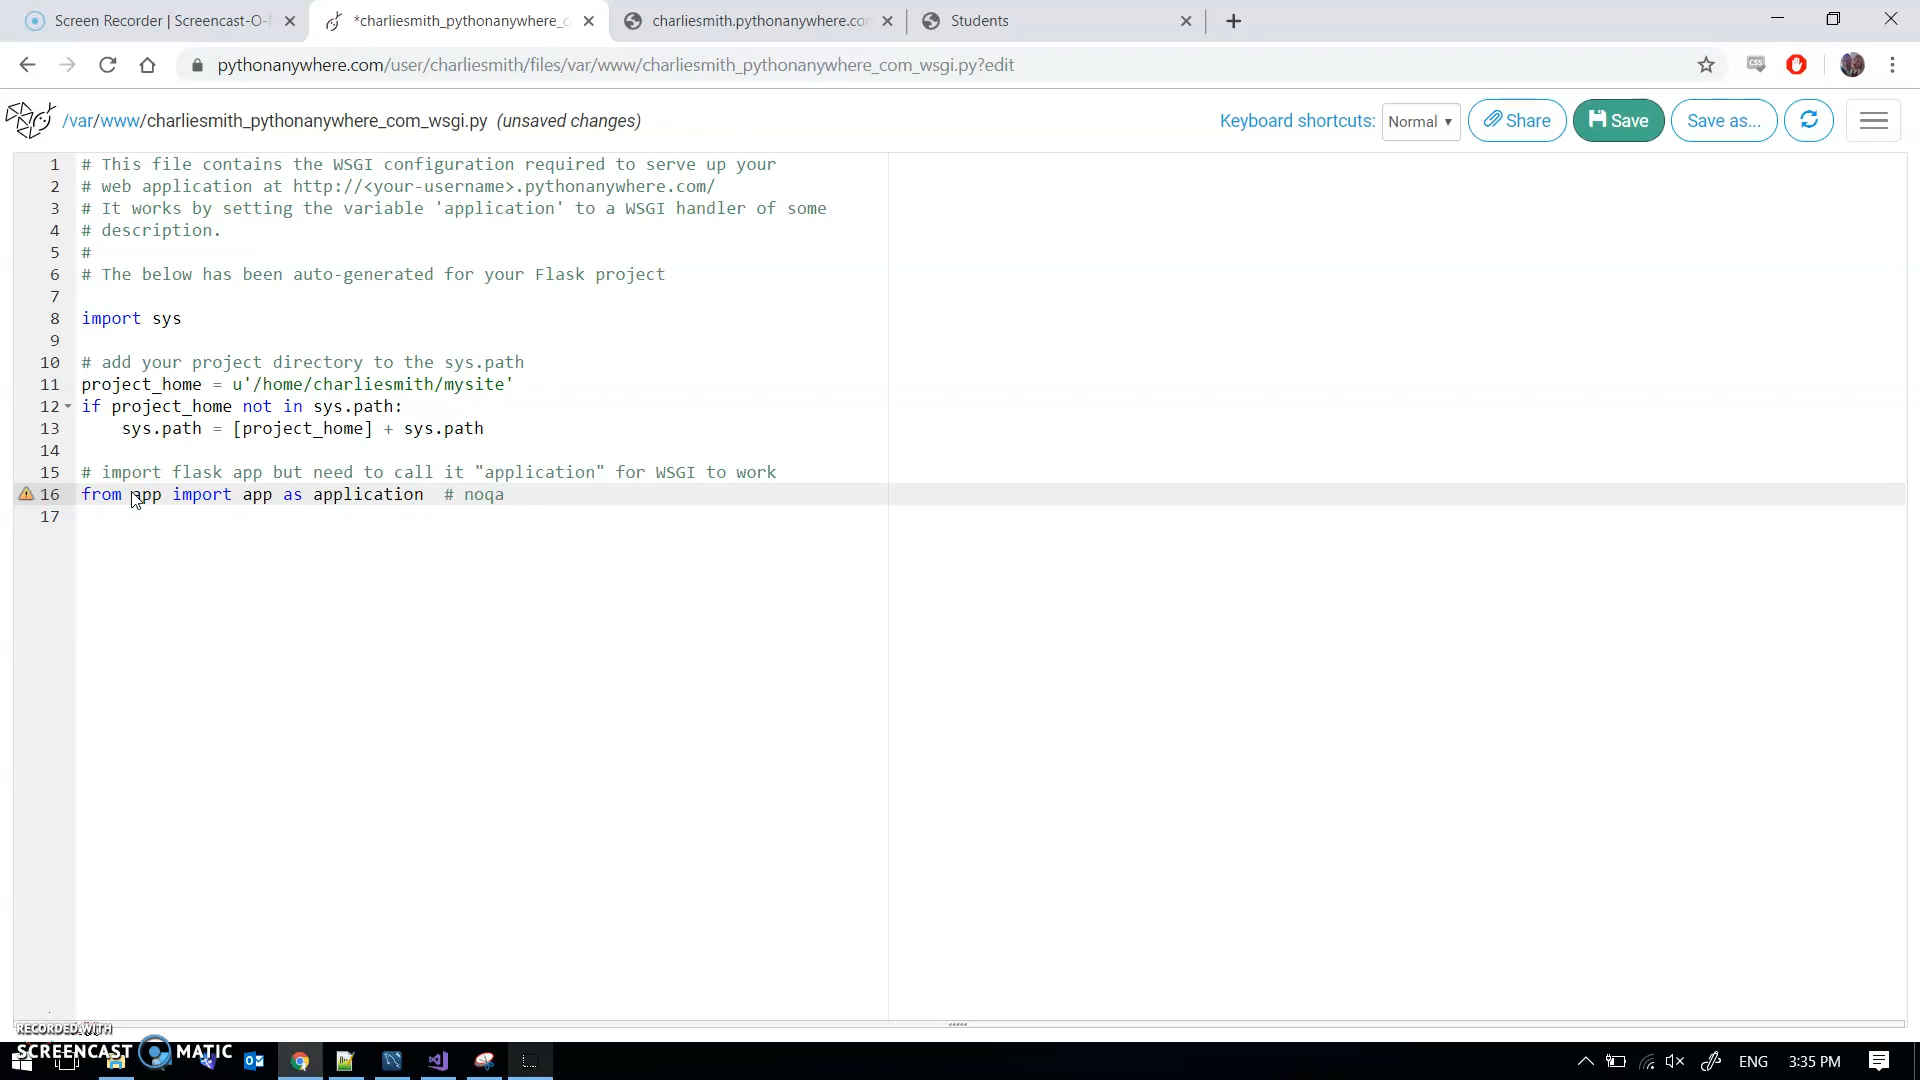 Screen Recorder | Screencast-O-
*charliesmith_pythonanywhere_c
charliesmith.pythonanywhere.co
Students
pythonanywhere.com/user/charliesmith/files/var/www/charliesmith_pythonanywhere_com_wsgi.py?edit
CSS
/var/www/charliesmith_pythonanywhere_com_wsgi.py (unsaved changes)
Keyboard shortcuts:
Normal
Share
Save
Save as...
1 # This file contains the WSGI configuration required to serve up your
2 # web application at http://<your-username>.pythonanywhere.com/
3 # It works by setting the variable 'application' to a WSGI handler of some
4 # description.
5 #
6 # The below has been auto-generated for your Flask project
7
8 import sys
9
10 # add your project directory to the sys.path
11 project_home = u'/home/charliesmith/mysite'
12 if project_home not in sys.path:
13 sys.path = [project_home] + sys.path
14
15 # import flask app but need to call it "application" for WSGI to work
16 from app import app as application # noqa
17
RECORDED WITH
SCREENCAST MATIC
ENG
3:35 PM